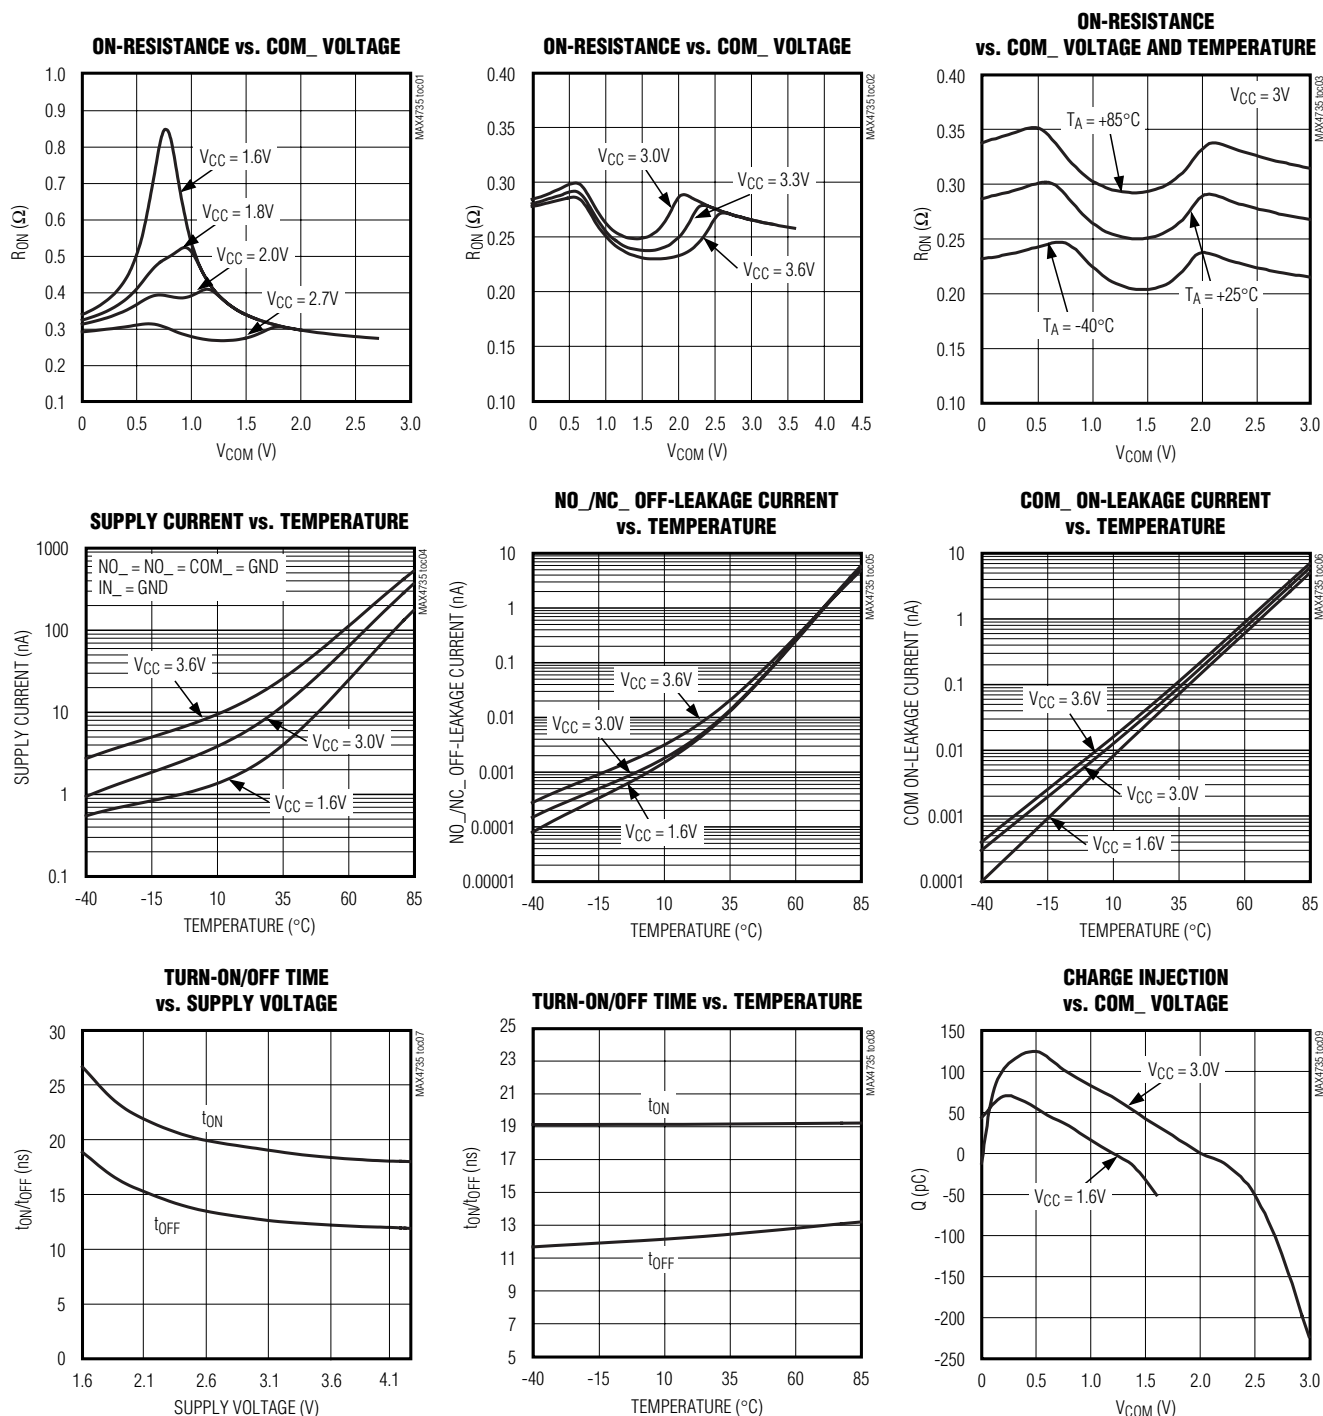 ON-RESISTANCE vs. COM_ VOLTAGE
1.0
0.9
0.8
0.7
0.6
0.5
0.4
0.3
0.2
0.1
RON (Ω)
VCC = 1.6V
VCC = 1.8V
VCC = 2.0V
VCC = 2.7V
0 0.5 1.0 1.5 2.0 2.5 3.0
VCOM (V)
MAX4735 toc01
ON-RESISTANCE vs. COM_ VOLTAGE
0.40
0.35
0.30
0.25
0.20
0.15
0.10
RON (Ω)
VCC = 3.0V
VCC = 3.3V
VCC = 3.6V
0 0.5 1.0 1.5 2.0 2.5 3.0 3.5 4.0 4.5
VCOM (V)
MAX4735 toc02
ON-RESISTANCE
vs. COM_ VOLTAGE AND TEMPERATURE
0.40
0.35
0.30
0.25
0.20
0.15
0.10
RON (Ω)
VCC = 3V
TA = +85°C
TA = +25°C
TA = -40°C
0 0.5 1.0 1.5 2.0 2.5 3.0
VCOM (V)
MAX4735 toc03
SUPPLY CURRENT vs. TEMPERATURE
1000
100
10
1
0.1
SUPPLY CURRENT (nA)
NO_ = NO_ = COM_ = GND
IN_ = GND
VCC = 3.6V
VCC = 3.0V
VCC = 1.6V
-40 -15 10 35 60 85
TEMPERATURE (°C)
MAX4735 toc04
NO_/NC_ OFF-LEAKAGE CURRENT
vs. TEMPERATURE
10
1
0.1
0.01
0.001
0.0001
0.00001
NO_/NC_ OFF-LEAKAGE CURRENT (nA)
VCC = 3.6V
VCC = 3.0V
VCC = 1.6V
-40 -15 10 35 60 85
TEMPERATURE (°C)
MAX4735 toc05
COM_ ON-LEAKAGE CURRENT
vs. TEMPERATURE
10
1
0.1
0.01
0.001
0.0001
COM ON-LEAKAGE CURRENT (nA)
VCC = 3.6V
VCC = 3.0V
VCC = 1.6V
-40 -15 10 35 60 85
TEMPERATURE (°C)
MAX4735 toc06
TURN-ON/OFF TIME
vs. SUPPLY VOLTAGE
30
25
20
15
10
5
0
tON/tOFF (ns)
tON
tOFF
1.6 2.1 2.6 3.1 3.6 4.1
SUPPLY VOLTAGE (V)
MAX4735 toc07
TURN-ON/OFF TIME vs. TEMPERATURE
25
23
21
19
17
15
13
11
9
7
5
tON/tOFF (ns)
tON
tOFF
-40 -15 10 35 60 85
TEMPERATURE (°C)
MAX4735 toc08
CHARGE INJECTION
vs. COM_ VOLTAGE
150
100
50
0
-50
-100
-150
-200
-250
Q (pC)
VCC = 3.0V
VCC = 1.6V
0 0.5 1.0 1.5 2.0 2.5 3.0
VCOM (V)
MAX4735 toc09